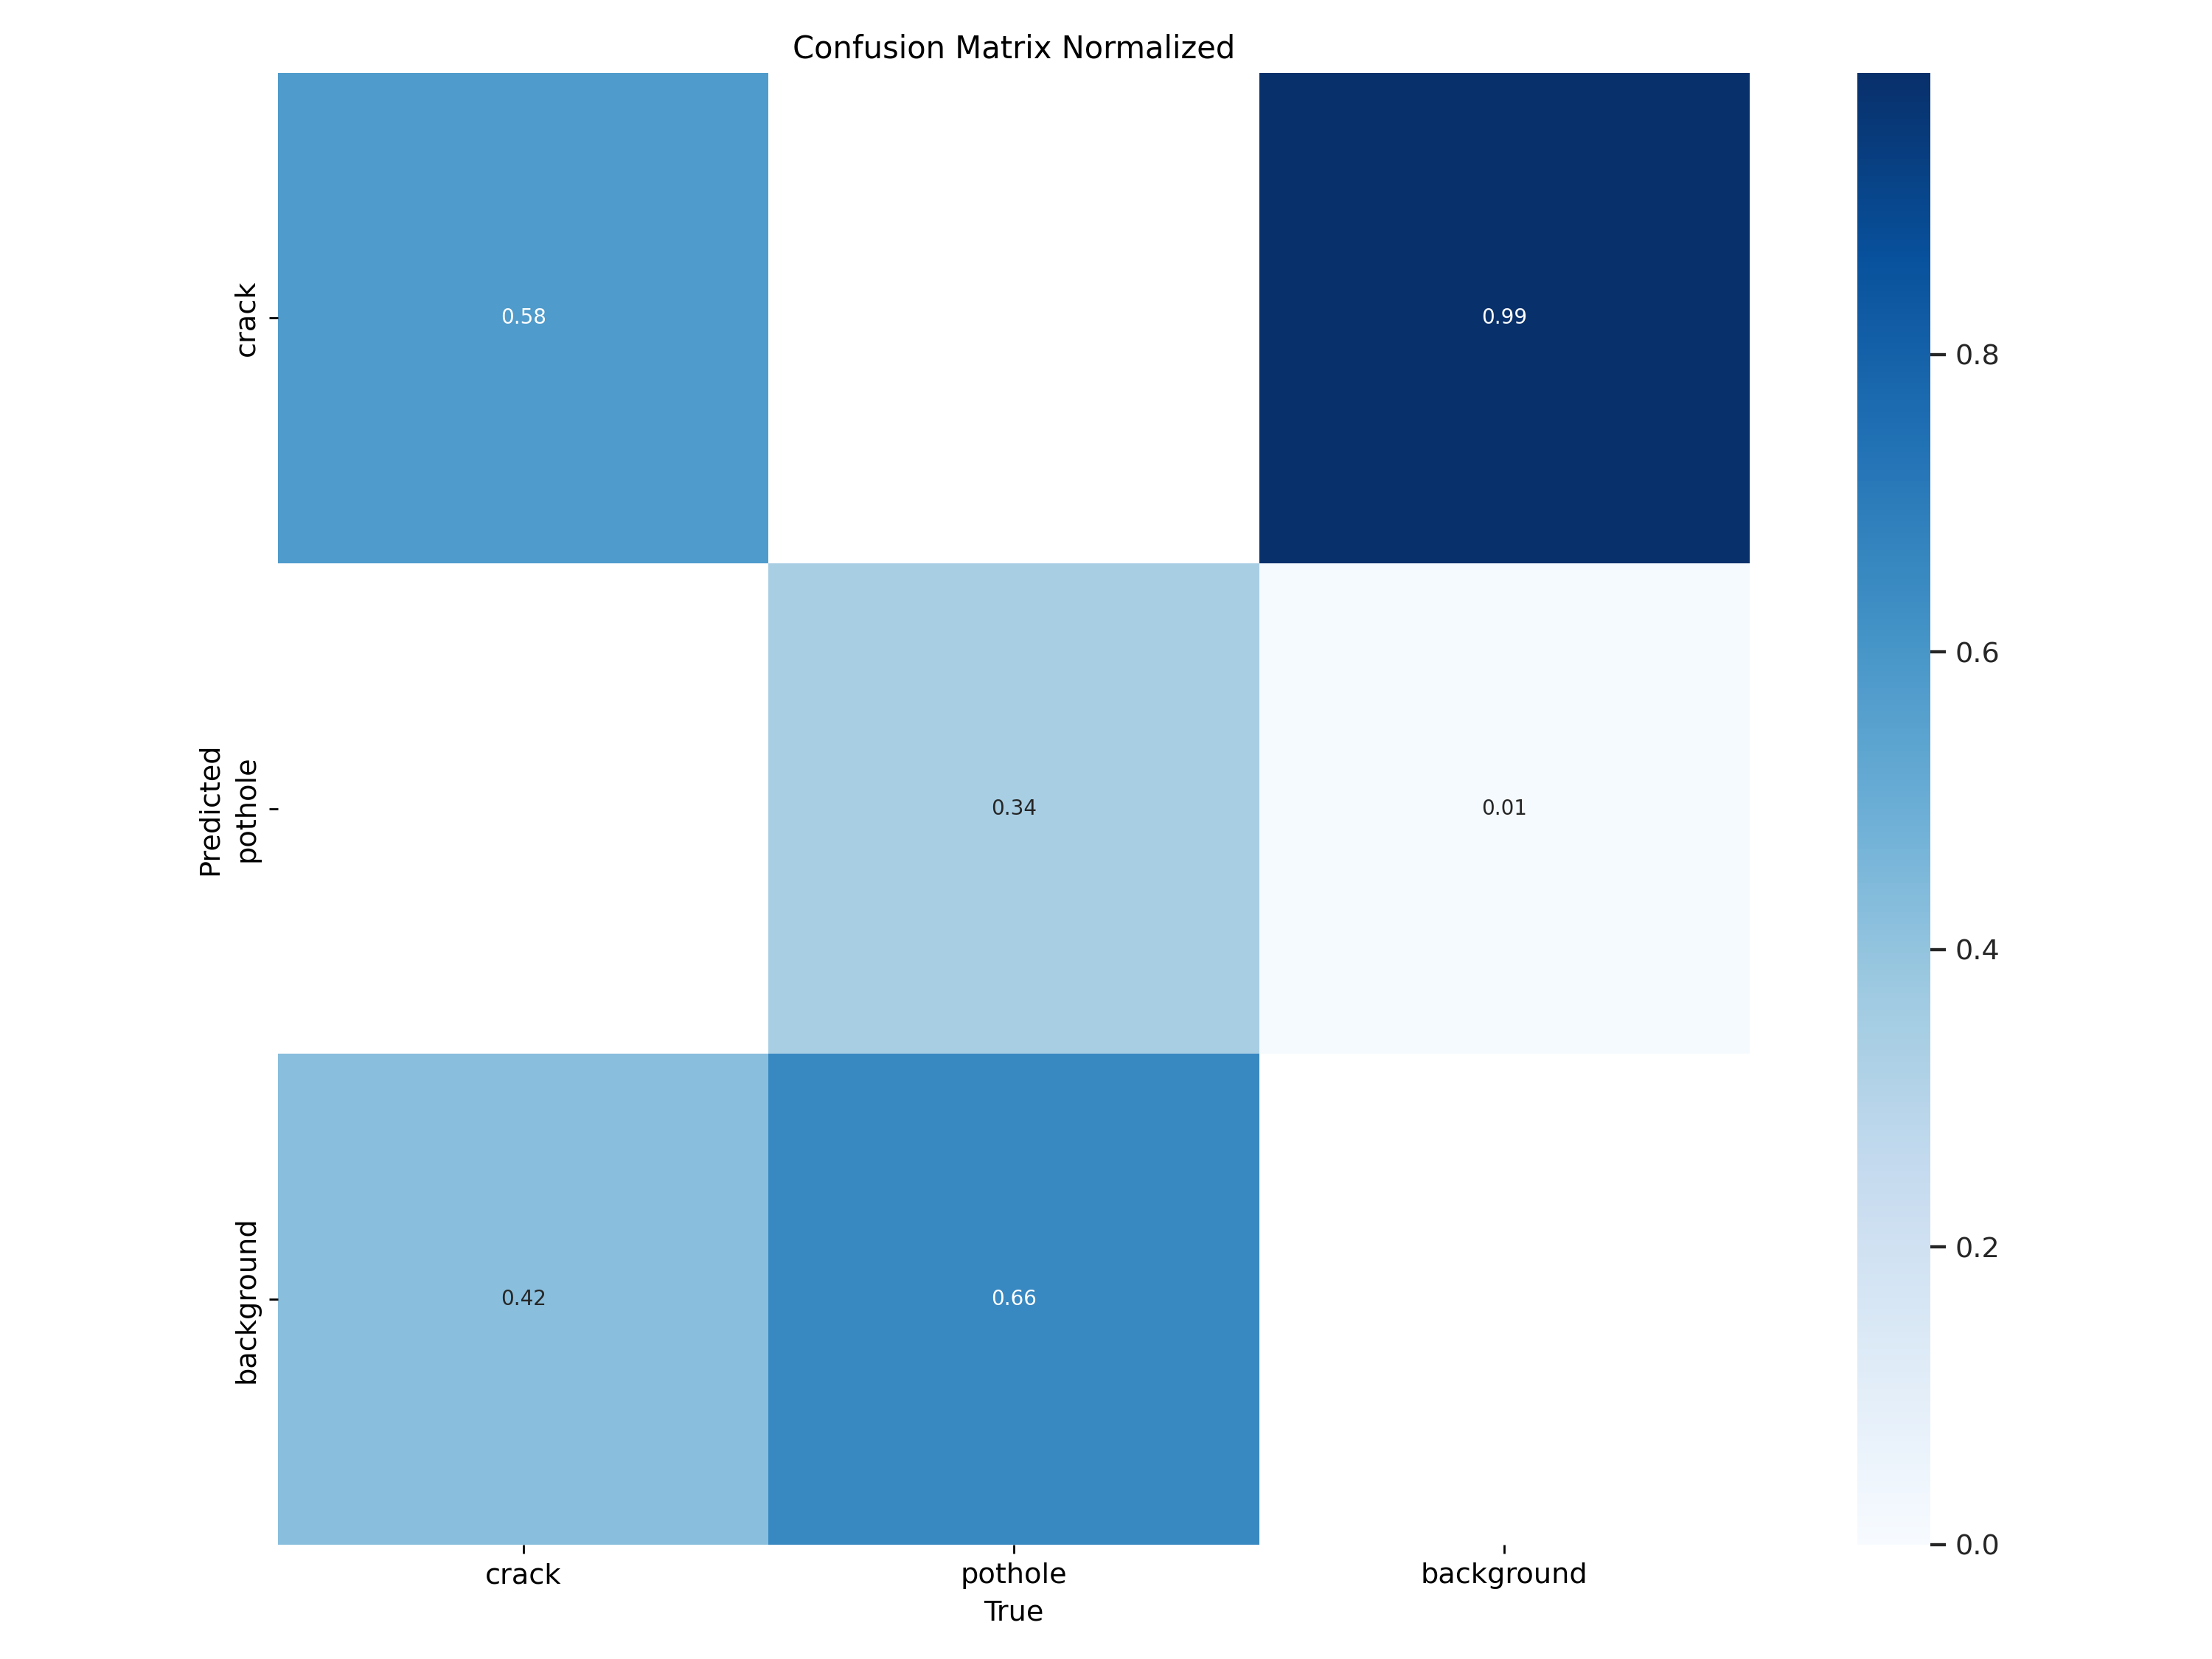 Confusion Matrix Normalized
crack
0.58
0.99
Predicted
pothole
0.34
0.01
background
0.42
0.66
crack
pothole
background
True
0.8
0.6
0.4
0.2
0.0